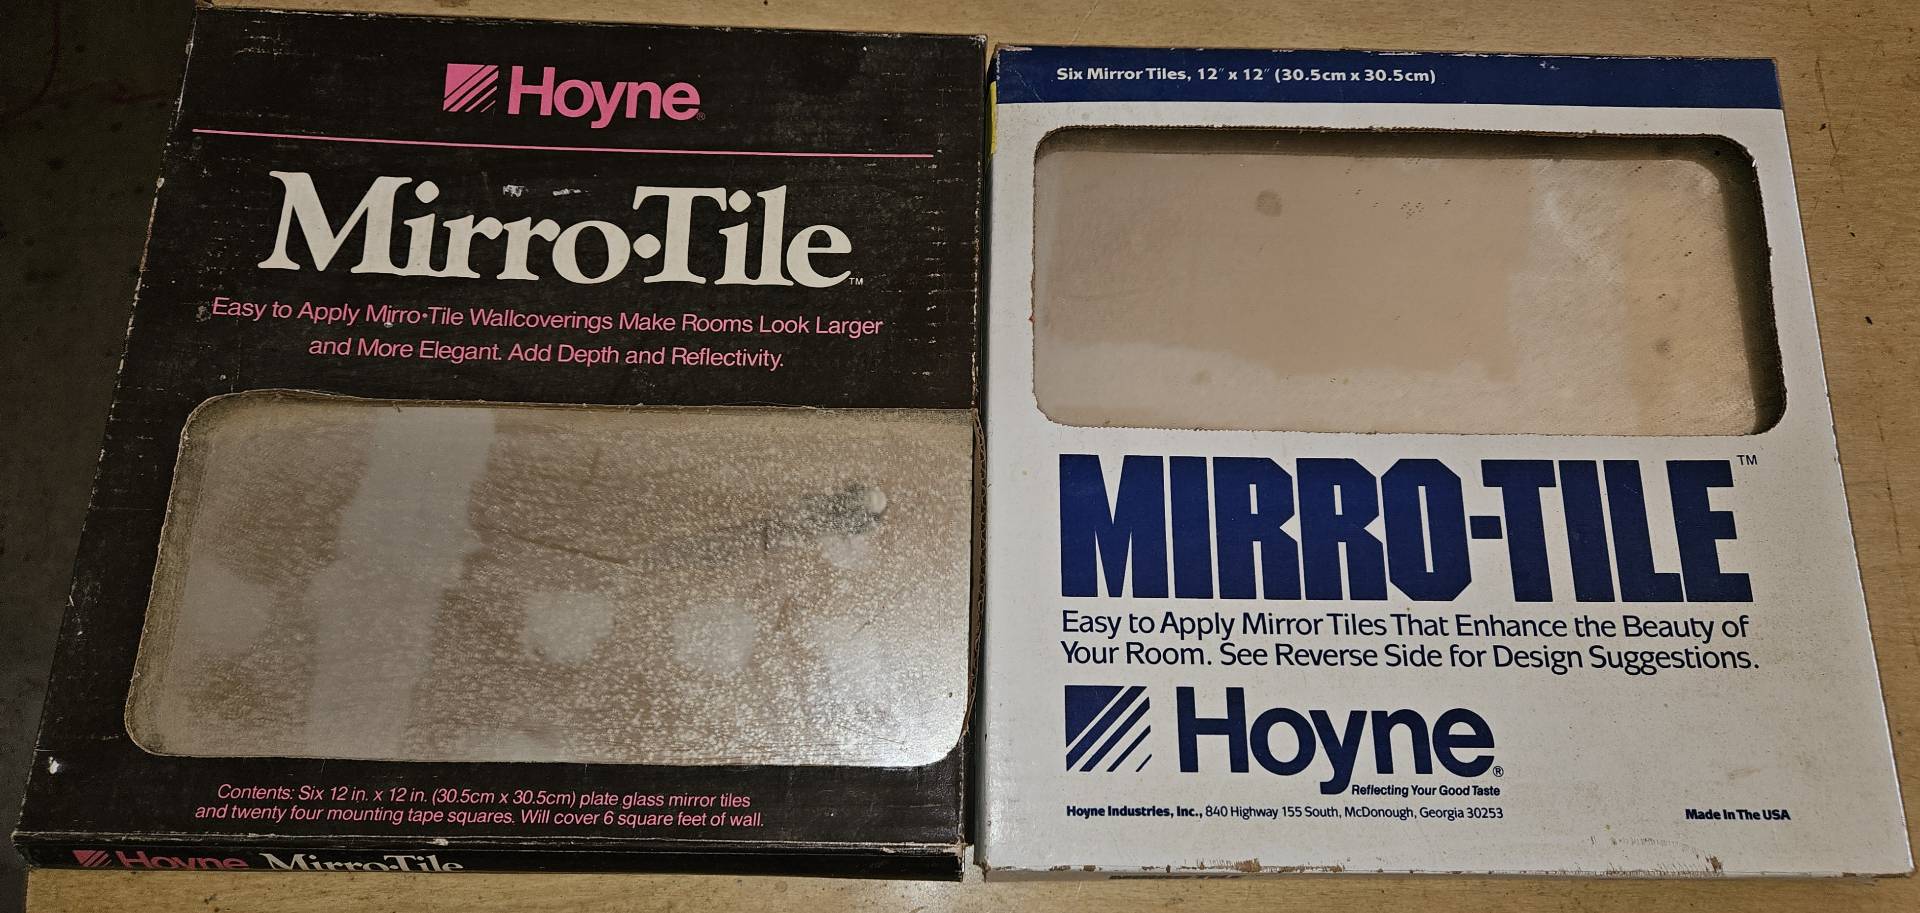 Hoyne®
Mirro•Tile™
Easy to Apply Mirro•Tile Wallcoverings Make Rooms Look Larger
and More Elegant. Add Depth and Reflectivity.
Contents: Six 12 in. x 12 in. (30.5cm x 30.5cm) plate glass mirror tiles
and twenty four mounting tape squares. Will cover 6 square feet of wall.
Hoyne Mirro•Tile
Six Mirror Tiles, 12″ x 12″ (30.5cm x 30.5cm)
MIRRO-TILE™
Easy to Apply Mirror Tiles That Enhance the Beauty of
Your Room. See Reverse Side for Design Suggestions.
Hoyne®
Reflecting Your Good Taste
Hoyne Industries, Inc., 840 Highway 155 South, McDonough, Georgia 30253
Made In The USA